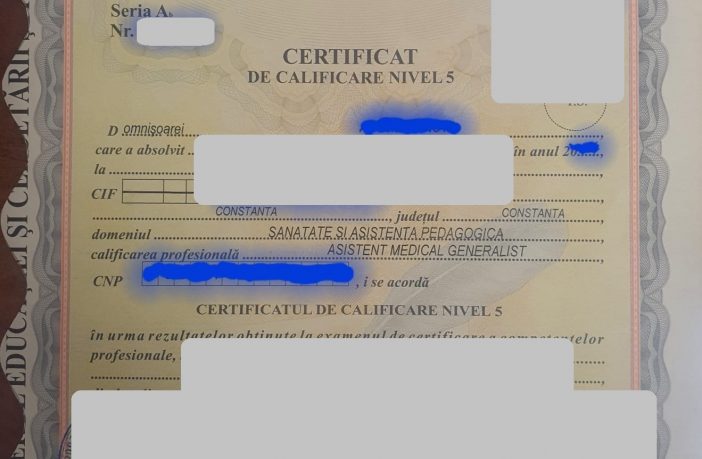 Seria A
Nr.
CERTIFICAT
DE CALIFICARE NIVEL 5
D omnişoarei
care a absolvit
în anul 20
la
CIF
CONSTANTA , judeţul CONSTANTA
domeniul SANATATE SI ASISTENTA PEDAGOGICA
calificarea profesională ASISTENT MEDICAL GENERALIST
CNP , i se acordă
CERTIFICATUL DE CALIFICARE NIVEL 5
în urma rezultatelor obţinute la examenul de certificare a competenţelor
profesionale,